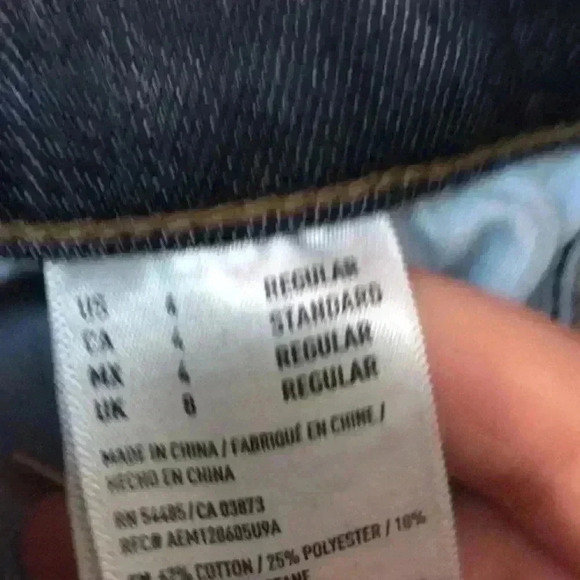 US 4 REGULAR
CA 4 STANDARD
MX 4 REGULAR
UK 8 REGULAR
MADE IN CHINA / FABRIQUÉ EN CHINE /
HECHO EN CHINA
RN 54485/CA 03873
RFC# AEM120605U9A
62% COTTON / 25% POLYESTER / 10%